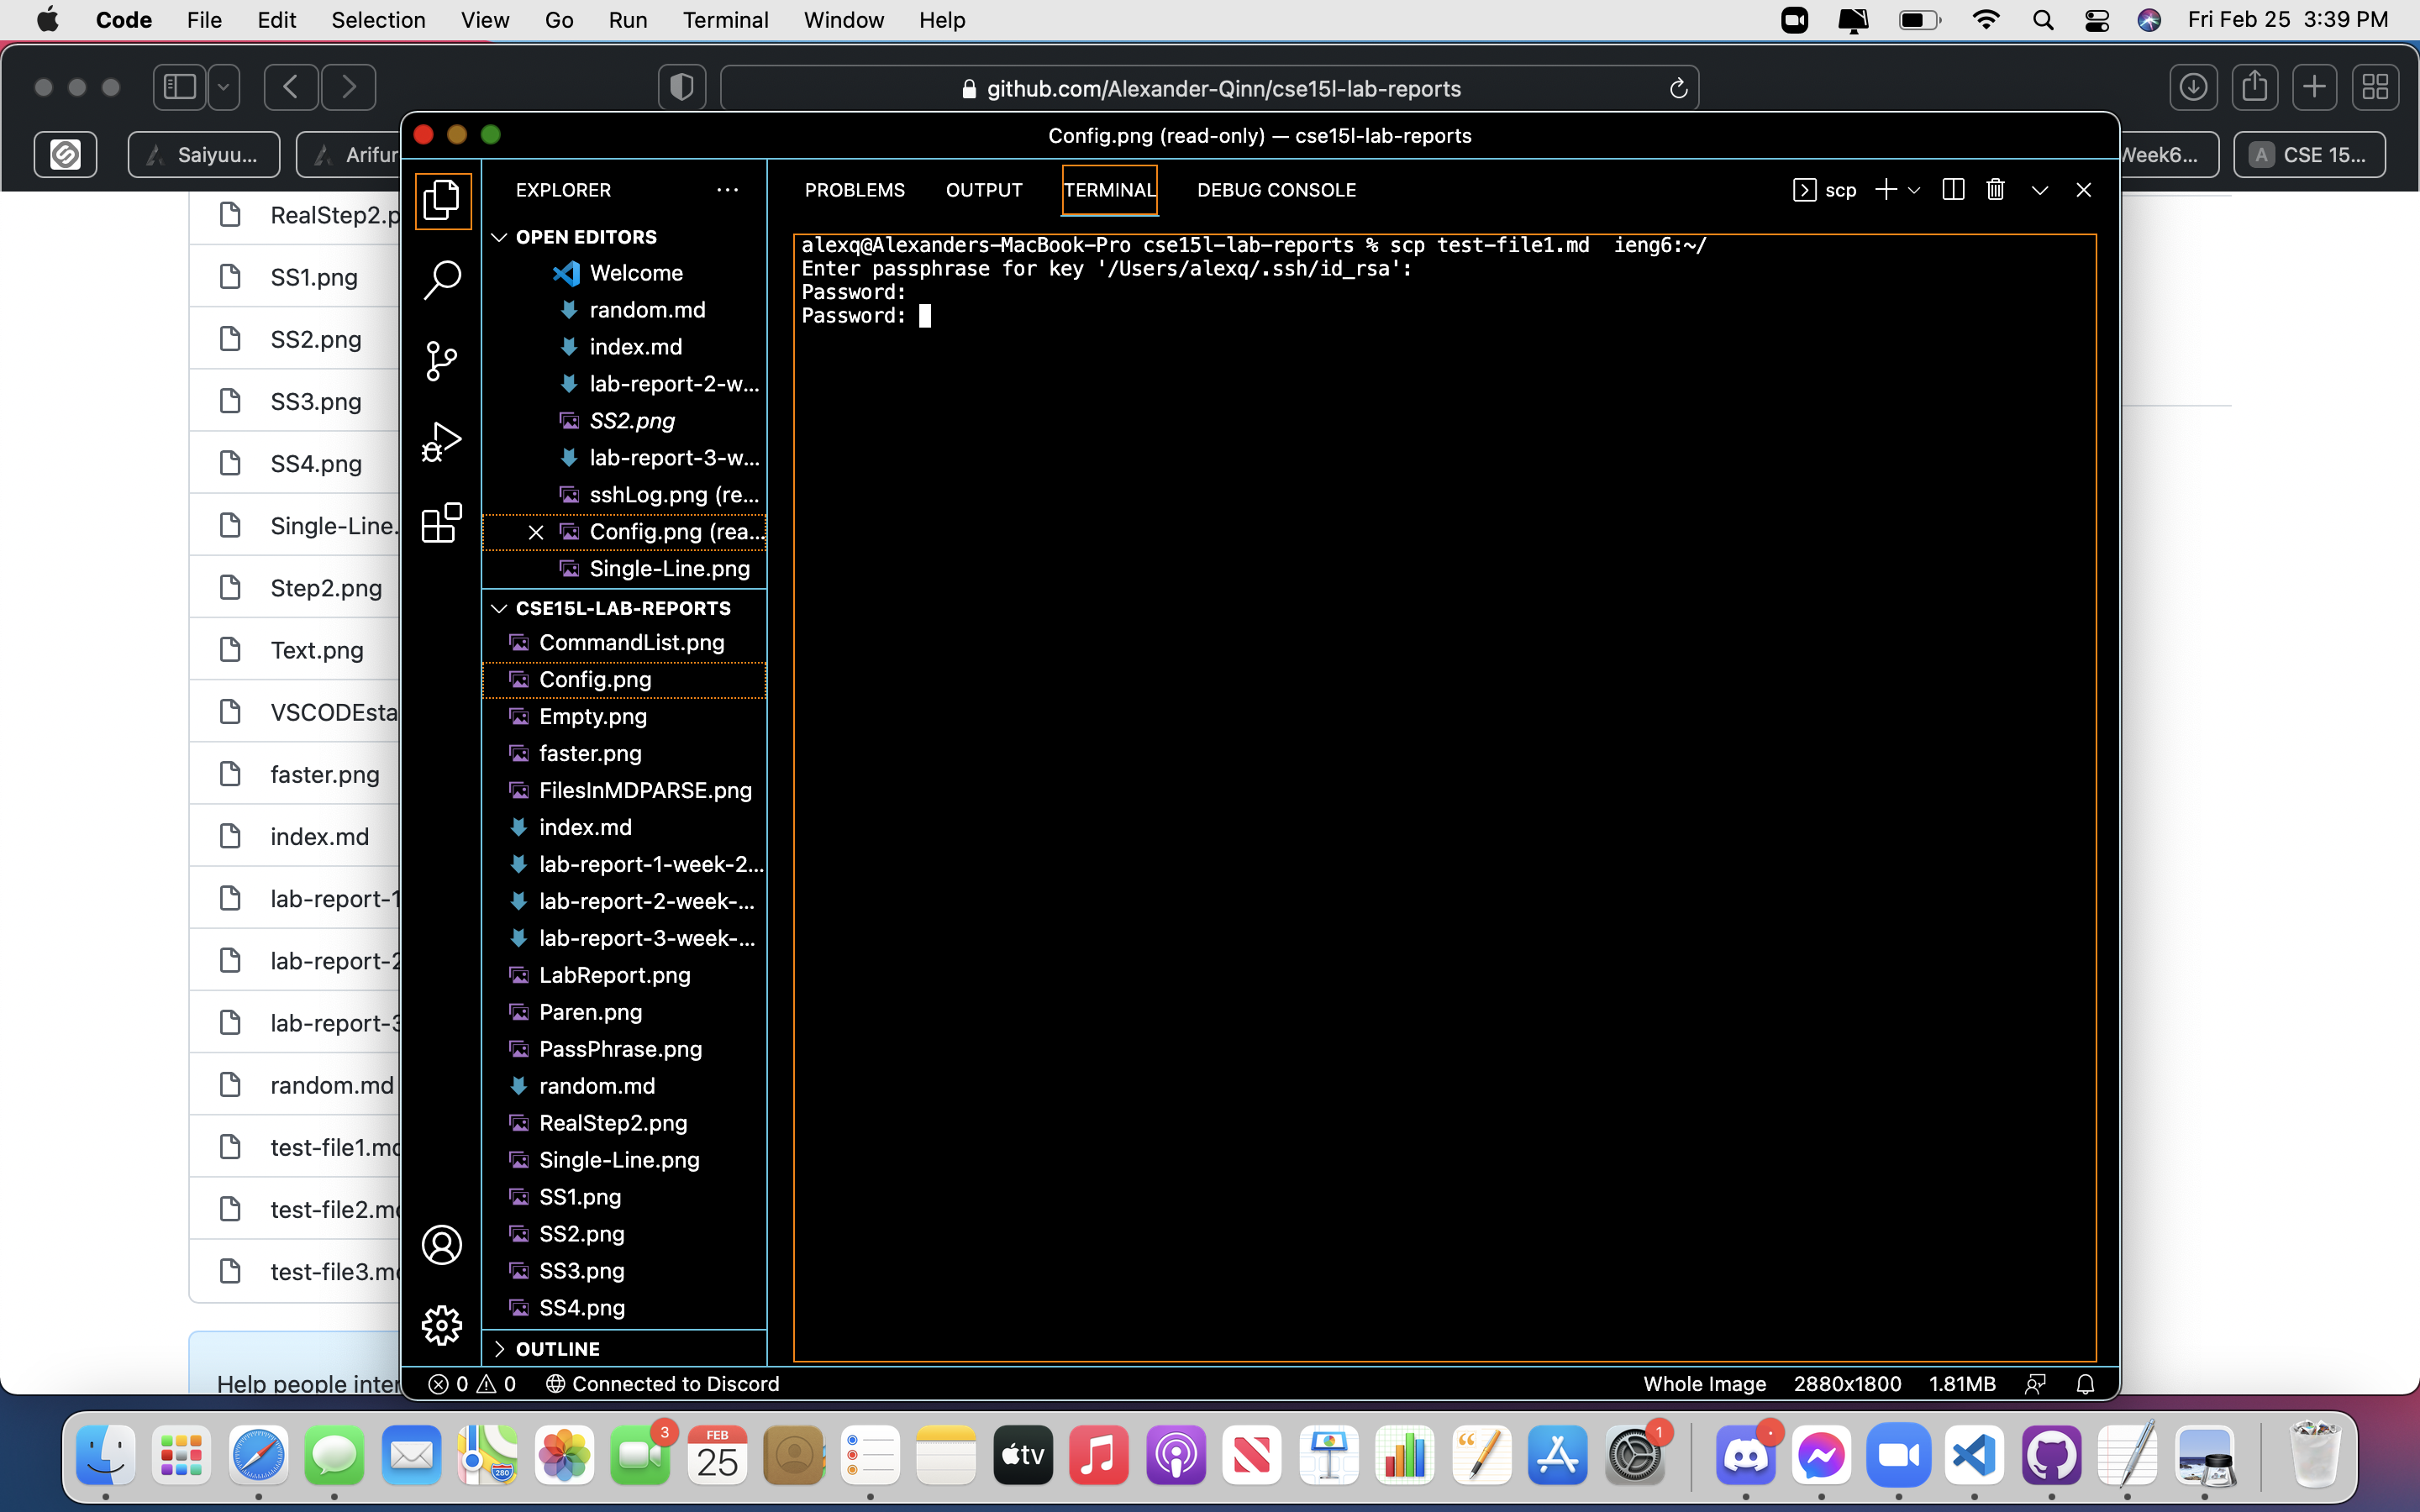 Code File Edit Selection View Go Run Terminal Window Help Fri Feb 25 3:39 PM
github.com/Alexander-Qinn/cse15l-lab-reports
Saiyuu... Arifur Week6... A CSE 15...
Config.png (read-only) — cse15l-lab-reports
RealStep2.p
SS1.png
SS2.png
SS3.png
SS4.png
Single-Line.
Step2.png
Text.png
VSCODEsta
faster.png
index.md
lab-report-1
lab-report-2
lab-report-3
random.md
test-file1.md
test-file2.md
test-file3.md
Help people inter
EXPLORER ...
OPEN EDITORS
Welcome
random.md
index.md
lab-report-2-w...
SS2.png
lab-report-3-w...
sshLog.png (re...
Config.png (rea...
Single-Line.png
CSE15L-LAB-REPORTS
CommandList.png
Config.png
Empty.png
faster.png
FilesInMDPARSE.png
index.md
lab-report-1-week-2...
lab-report-2-week-...
lab-report-3-week-...
LabReport.png
Paren.png
PassPhrase.png
random.md
RealStep2.png
Single-Line.png
SS1.png
SS2.png
SS3.png
SS4.png
OUTLINE
PROBLEMS OUTPUT TERMINAL DEBUG CONSOLE scp
alexq@Alexanders-MacBook-Pro cse15l-lab-reports % scp test-file1.md  ieng6:~/
Enter passphrase for key '/Users/alexq/.ssh/id_rsa':
Password:
Password:
0 0 Connected to Discord Whole Image 2880x1800 1.81MB
280 3 FEB 25 tv 1